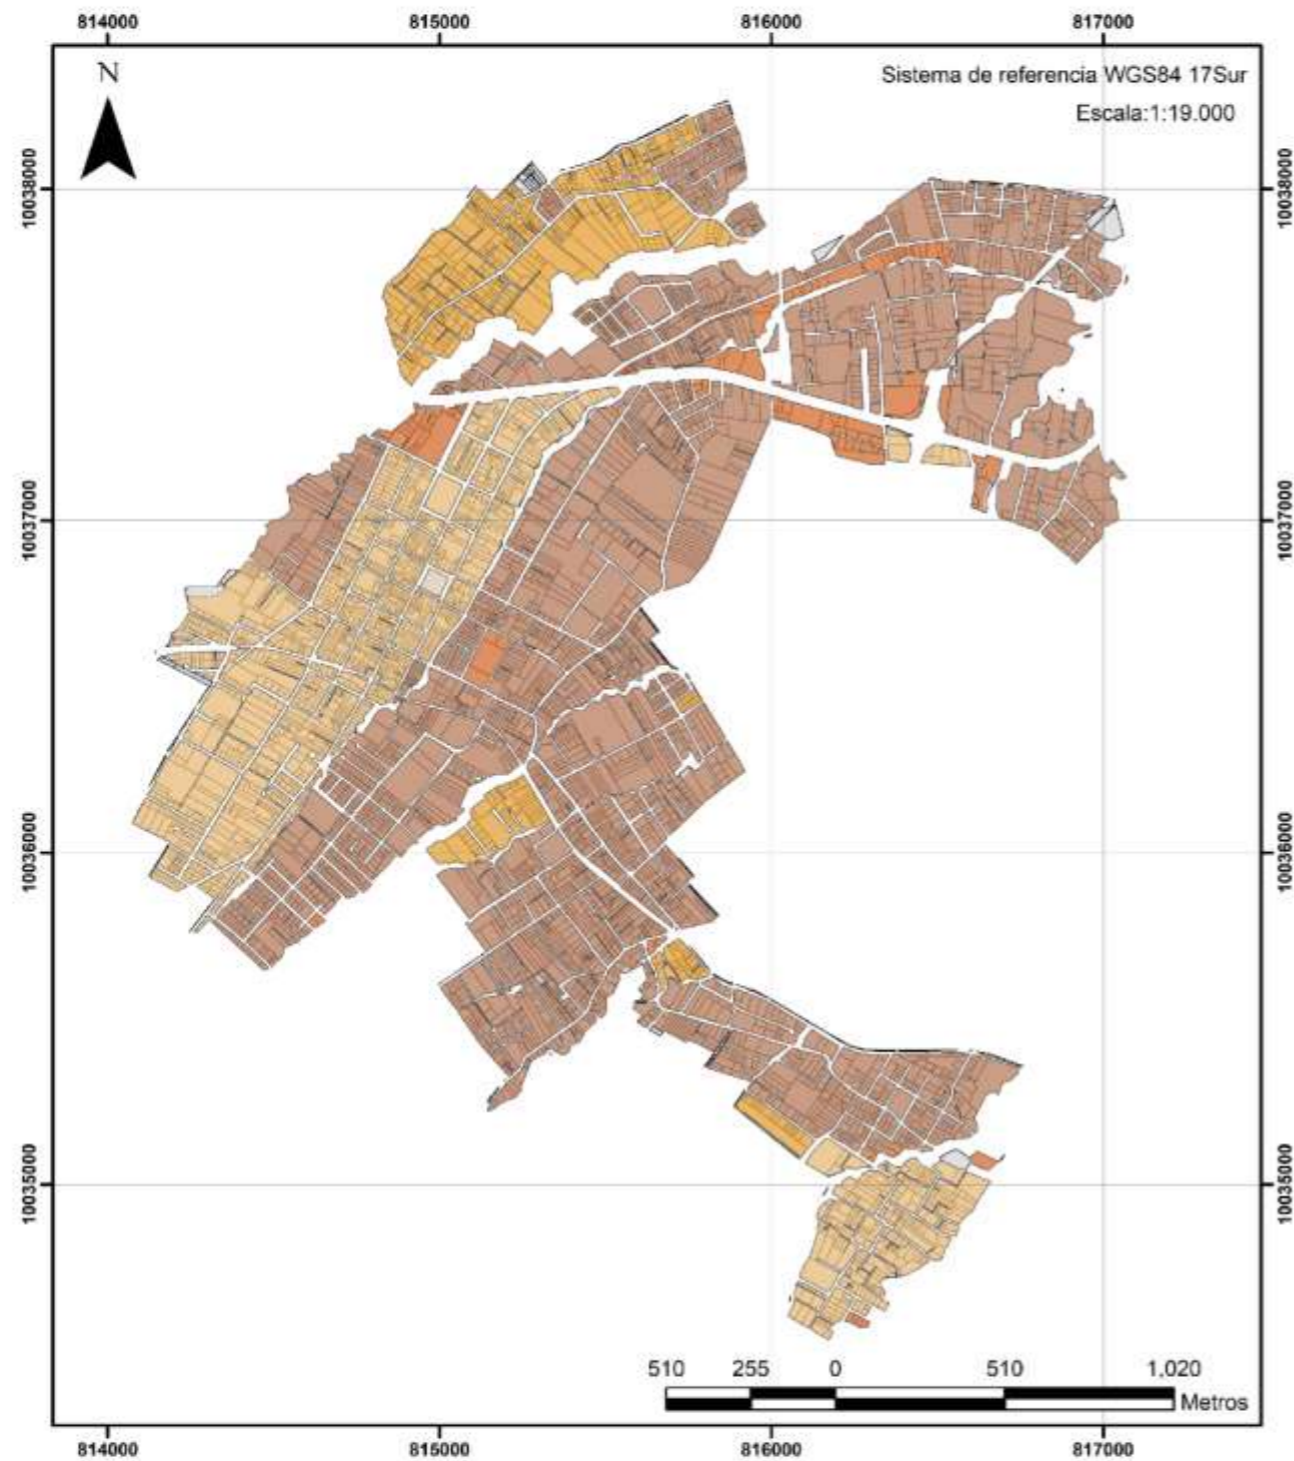 814000 815000 816000 817000
N
Sistema de referencia WGS84 17Sur
Escala:1:19.000
10038000 10038000
10037000 10037000
10036000 10036000
10035000 10035000
510 255 0 510 1,020
Metros
814000 815000 816000 817000